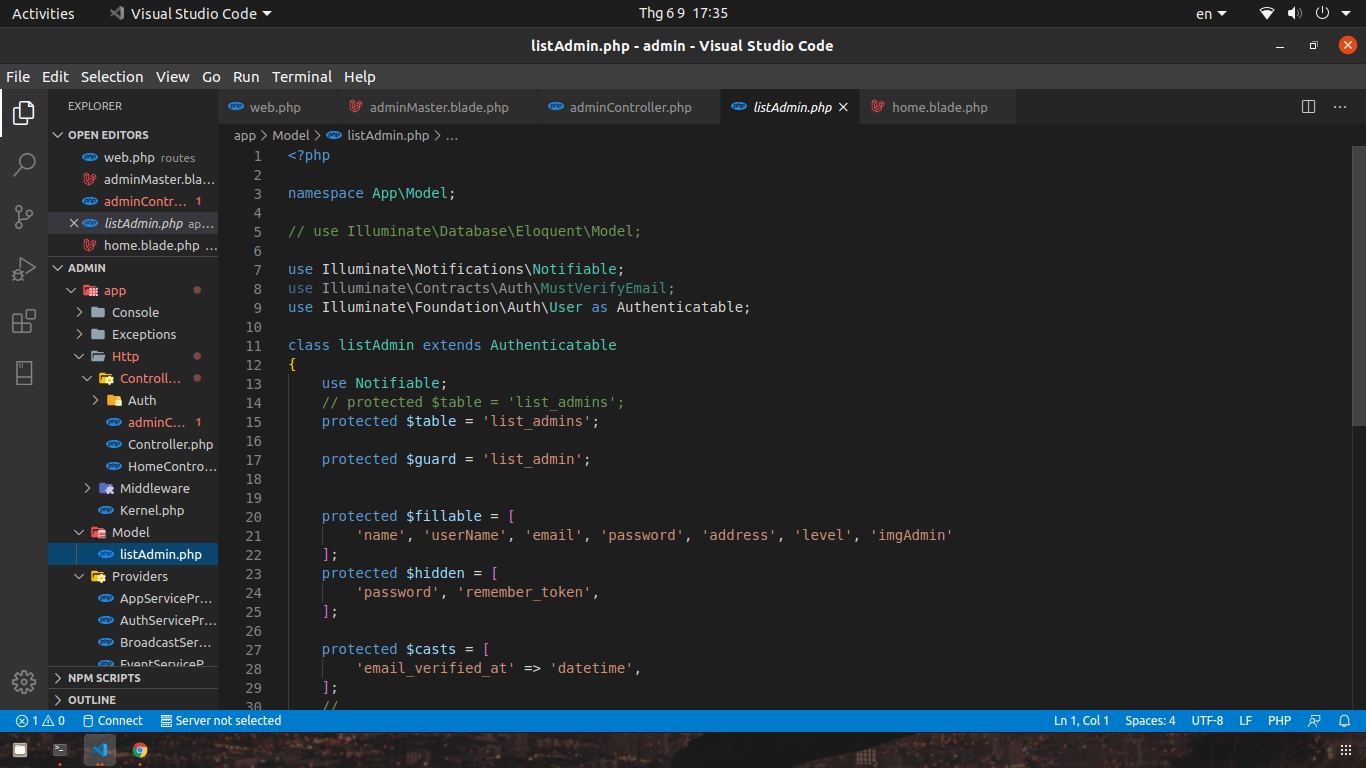 Activities
Visual Studio Code
Thg 6 9 17:35
en
listAdmin.php - admin - Visual Studio Code
File Edit Selection View Go Run Terminal Help
EXPLORER
web.php
adminMaster.blade.php
adminController.php
listAdmin.php
home.blade.php
OPEN EDITORS
web.php routes
adminMaster.bla...
adminContr... 1
listAdmin.php ap...
home.blade.php ...
ADMIN
app
Console
Exceptions
Http
Controll...
Auth
adminC... 1
Controller.php
HomeContro...
Middleware
Kernel.php
Model
listAdmin.php
Providers
AppServicePr...
AuthServicePr...
BroadcastSer...
EventServiceP...
NPM SCRIPTS
OUTLINE
app > Model > listAdmin.php > ...
1 <?php
2
3 namespace App\Model;
4
5 // use Illuminate\Database\Eloquent\Model;
6
7 use Illuminate\Notifications\Notifiable;
8 use Illuminate\Contracts\Auth\MustVerifyEmail;
9 use Illuminate\Foundation\Auth\User as Authenticatable;
10
11 class listAdmin extends Authenticatable
12 {
13 use Notifiable;
14 // protected $table = 'list_admins';
15 protected $table = 'list_admins';
16
17 protected $guard = 'list_admin';
18
19
20 protected $fillable = [
21 'name', 'userName', 'email', 'password', 'address', 'level', 'imgAdmin'
22 ];
23 protected $hidden = [
24 'password', 'remember_token',
25 ];
26
27 protected $casts = [
28 'email_verified_at' => 'datetime',
29 ];
30 //
1 0 Connect Server not selected
Ln 1, Col 1 Spaces: 4 UTF-8 LF PHP